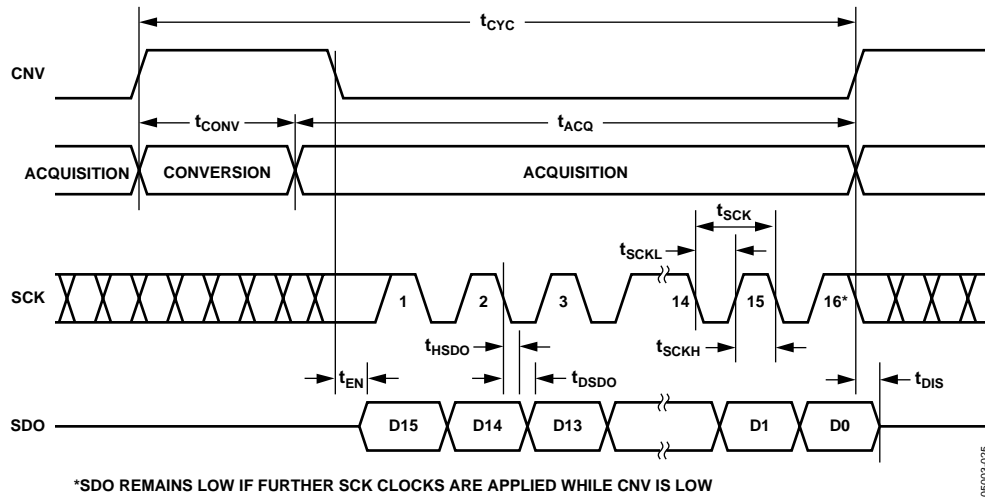 tCYC
CNV
tCONV
tACQ
ACQUISITION
CONVERSION
ACQUISITION
tSCK
tSCKL
SCK
1
2
3
14
15
16*
tHSDO
tSCKH
tEN
tDSDO
tDIS
SDO
D15
D14
D13
D1
D0
*SDO REMAINS LOW IF FURTHER SCK CLOCKS ARE APPLIED WHILE CNV IS LOW